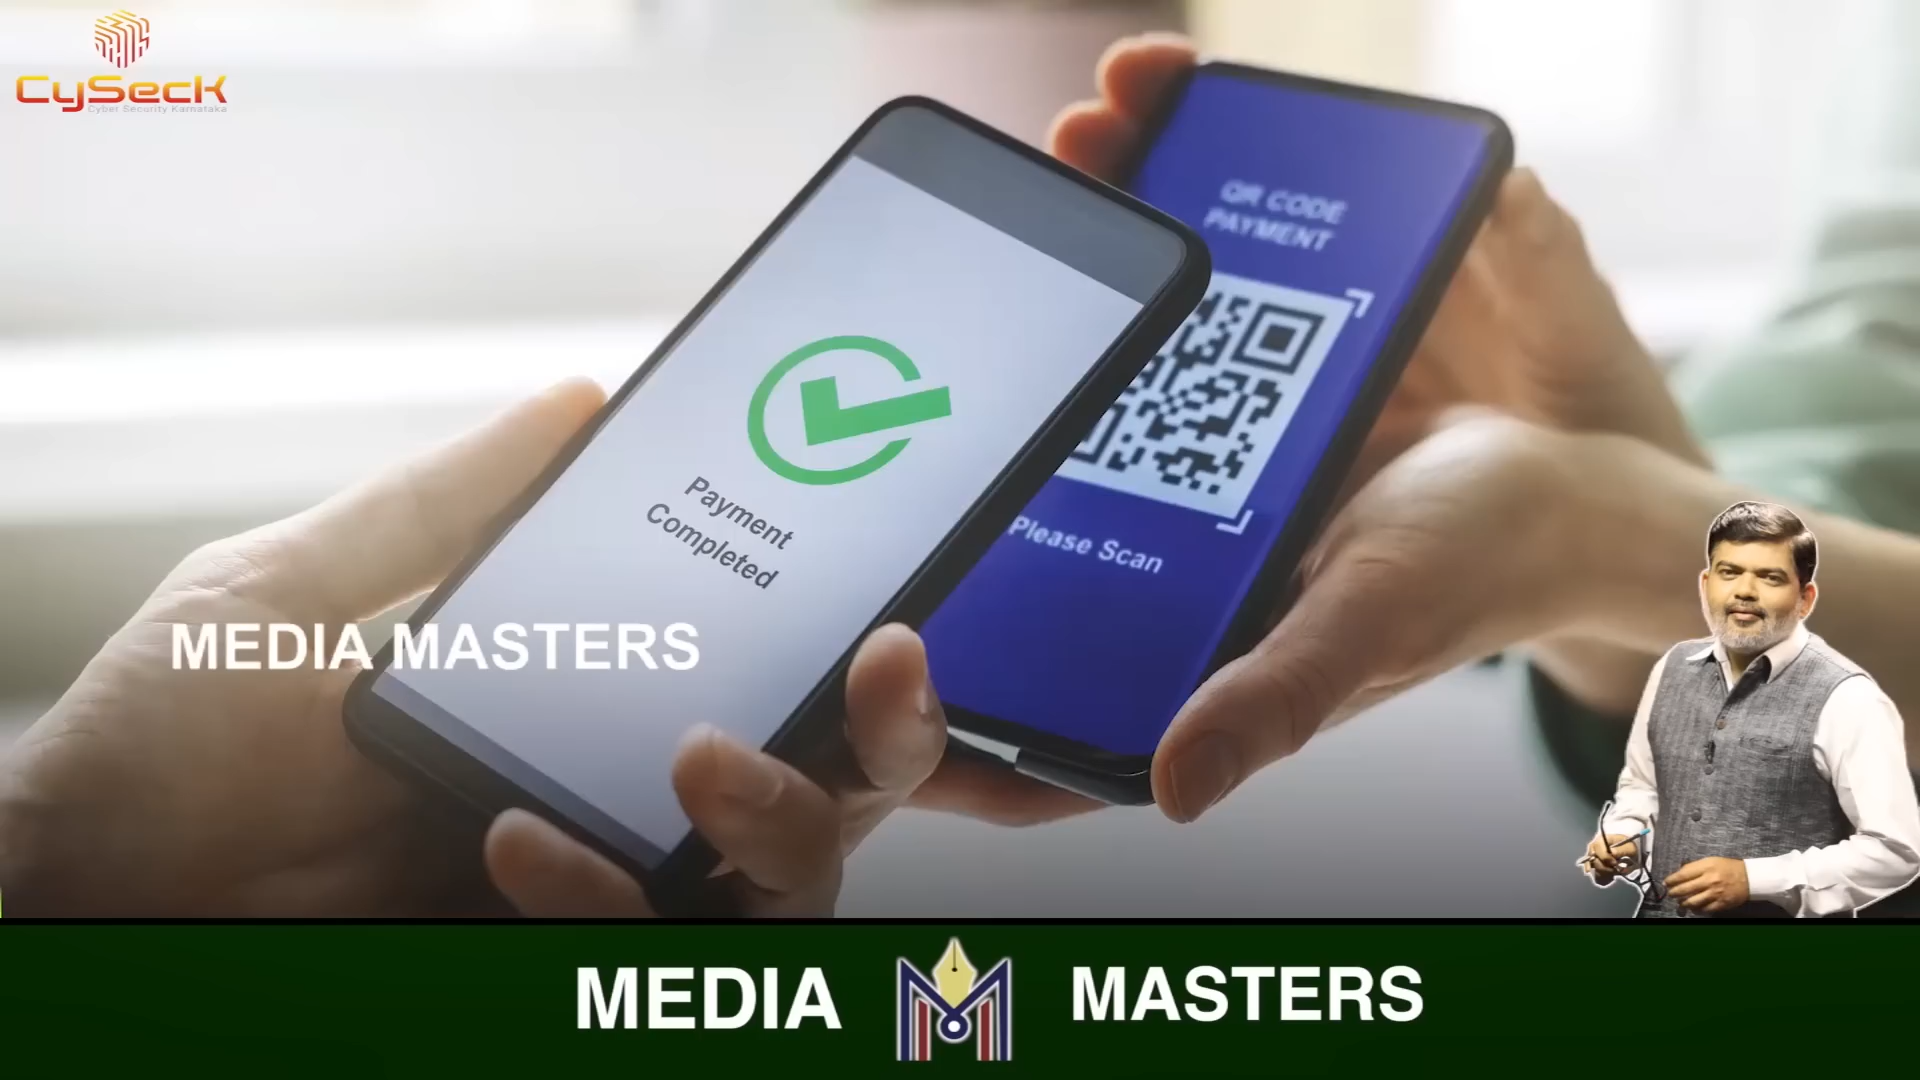 CySecK
Cyber Security Karnataka
QR CODE
PAYMENT
Please Scan
Payment
Completed
MEDIA MASTERS
MEDIA MASTERS